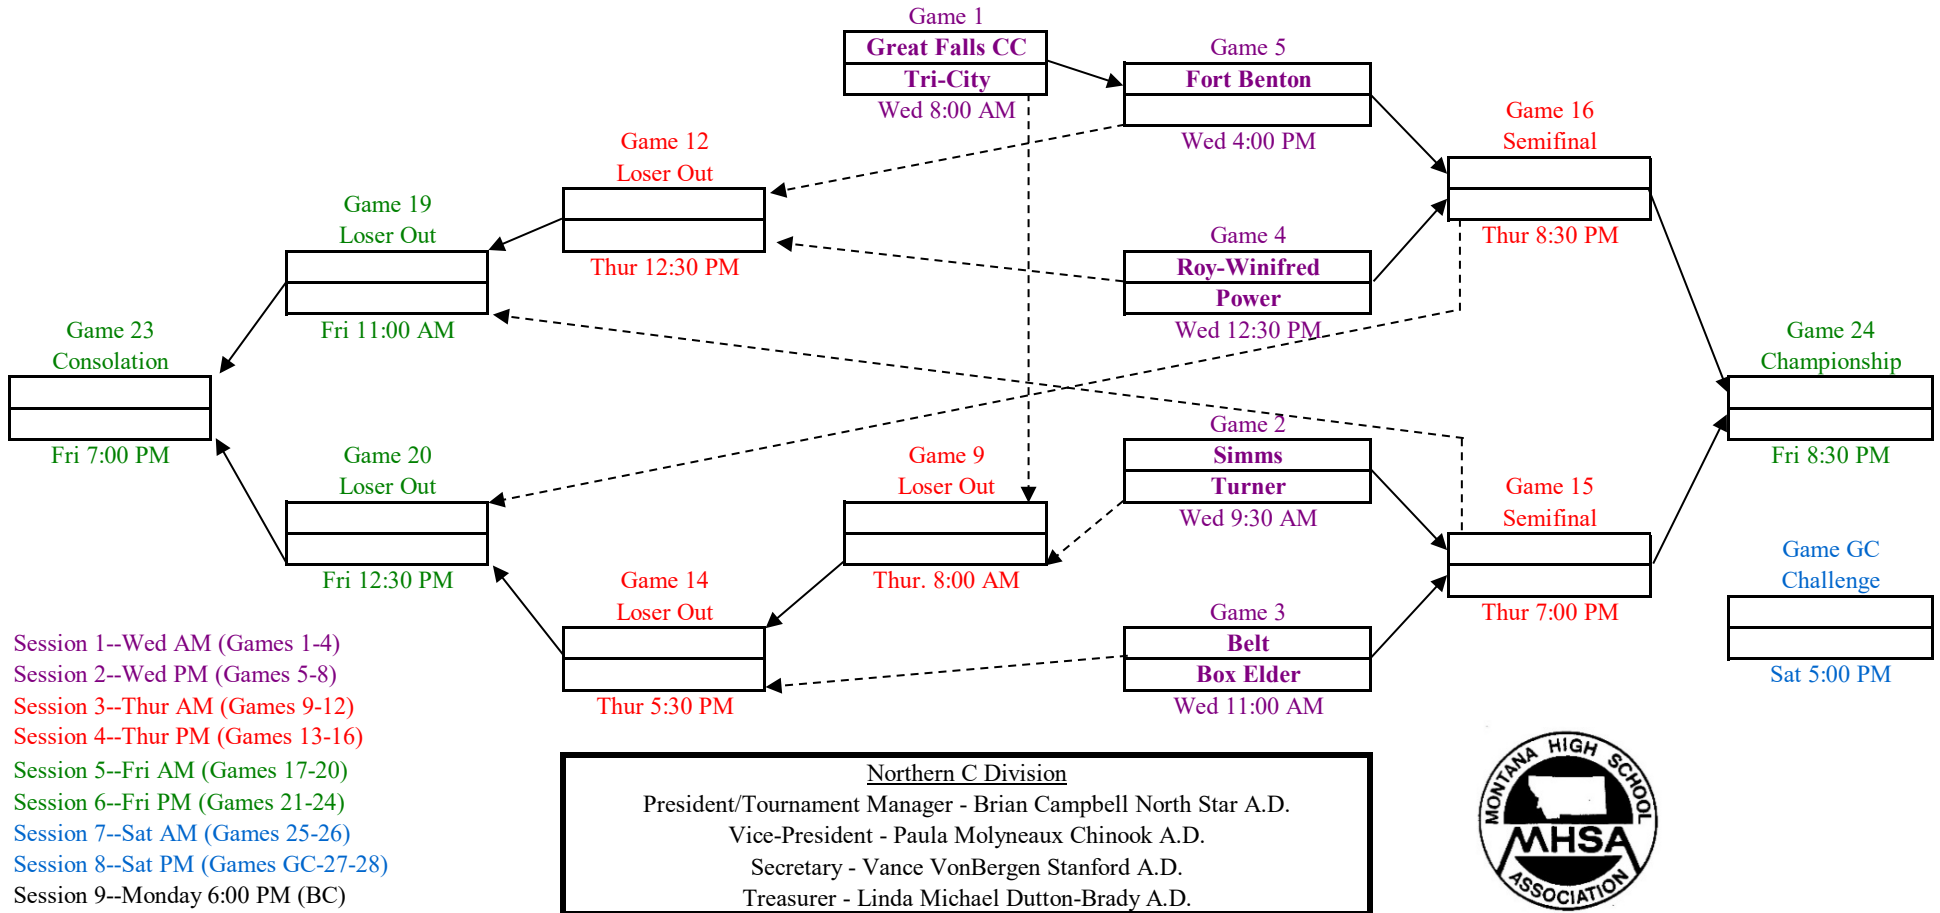 Game 1
Great Falls CC
Tri-City
Wed 8:00 AM
Game 5
Fort Benton
Wed 4:00 PM
Game 16
Semifinal
Thur 8:30 PM
Game 12
Loser Out
Thur 12:30 PM
Game 19
Loser Out
Fri 11:00 AM
Game 4
Roy-Winifred
Power
Wed 12:30 PM
Game 23
Consolation
Fri 7:00 PM
Game 24
Championship
Fri 8:30 PM
Game 20
Loser Out
Fri 12:30 PM
Game 9
Loser Out
Thur. 8:00 AM
Game 2
Simms
Turner
Wed 9:30 AM
Game 15
Semifinal
Thur 7:00 PM
Game GC
Challenge
Sat 5:00 PM
Game 14
Loser Out
Thur 5:30 PM
Game 3
Belt
Box Elder
Wed 11:00 AM
Session 1--Wed AM (Games 1-4)
Session 2--Wed PM (Games 5-8)
Session 3--Thur AM (Games 9-12)
Session 4--Thur PM (Games 13-16)
Session 5--Fri AM (Games 17-20)
Session 6--Fri PM (Games 21-24)
Session 7--Sat AM (Games 25-26)
Session 8--Sat PM (Games GC-27-28)
Session 9--Monday 6:00 PM (BC)
Northern C Division
President/Tournament Manager - Brian Campbell North Star A.D.
Vice-President - Paula Molyneaux Chinook A.D.
Secretary - Vance VonBergen Stanford A.D.
Treasurer - Linda Michael Dutton-Brady A.D.
MONTANA HIGH SCHOOL
MHSA
ASSOCIATION